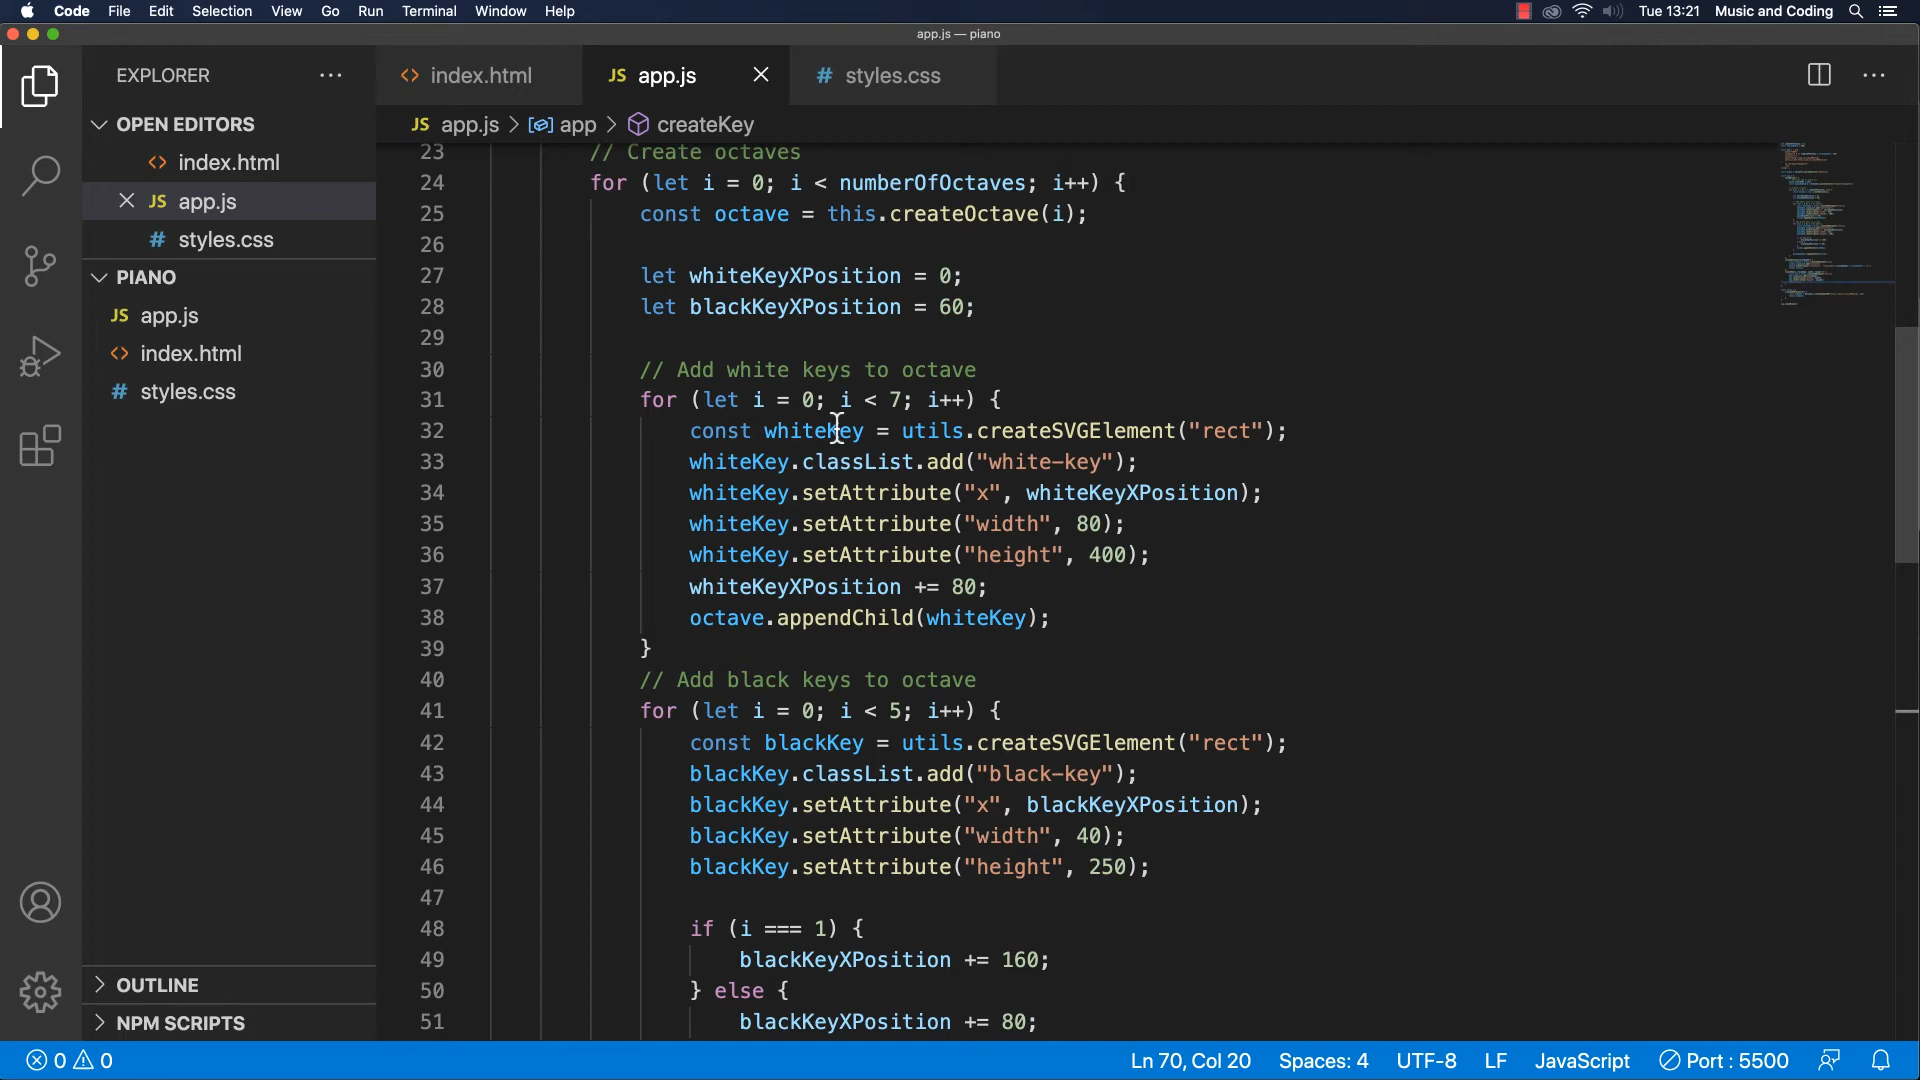 Code File Edit Selection View Go Run Terminal Window Help Tue 13:21 Music and Coding
app.js — piano
EXPLORER
index.html
JS app.js
# styles.css
OPEN EDITORS
JS app.js > app > createKey
index.html
JS app.js
# styles.css
PIANO
JS app.js
index.html
# styles.css
23 // Create octaves
24 for (let i = 0; i < numberOfOctaves; i++) {
25 const octave = this.createOctave(i);
26
27 let whiteKeyXPosition = 0;
28 let blackKeyXPosition = 60;
29
30 // Add white keys to octave
31 for (let i = 0; i < 7; i++) {
32 const whiteKey = utils.createSVGElement("rect");
33 whiteKey.classList.add("white-key");
34 whiteKey.setAttribute("x", whiteKeyXPosition);
35 whiteKey.setAttribute("width", 80);
36 whiteKey.setAttribute("height", 400);
37 whiteKeyXPosition += 80;
38 octave.appendChild(whiteKey);
39 }
40 // Add black keys to octave
41 for (let i = 0; i < 5; i++) {
42 const blackKey = utils.createSVGElement("rect");
43 blackKey.classList.add("black-key");
44 blackKey.setAttribute("x", blackKeyXPosition);
45 blackKey.setAttribute("width", 40);
46 blackKey.setAttribute("height", 250);
47
48 if (i === 1) {
49 blackKeyXPosition += 160;
50 } else {
51 blackKeyXPosition += 80;
OUTLINE
NPM SCRIPTS
0 0 Ln 70, Col 20 Spaces: 4 UTF-8 LF JavaScript Port : 5500